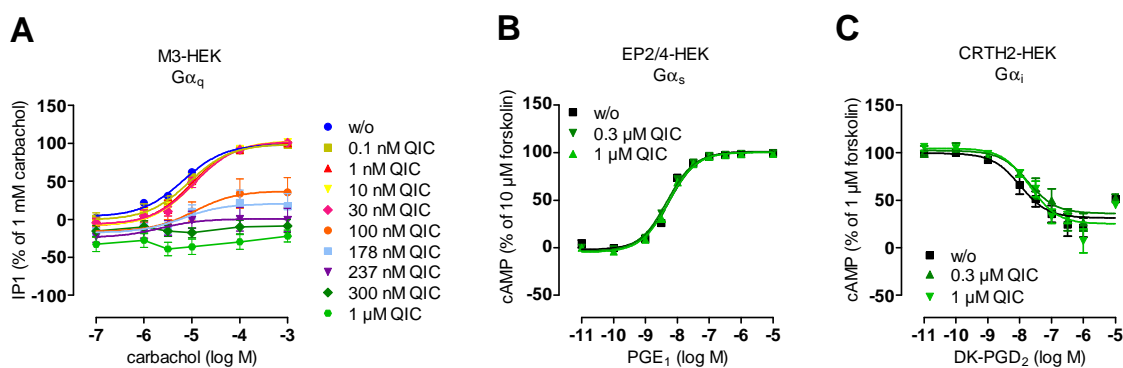 A
M3-HEK
Gαq
IP1 (% of 1 mM carbachol)
150
100
50
0
-50
-100
-7 -6 -5 -4 -3
carbachol (log M)
w/o
0.1 nM QIC
1 nM QIC
10 nM QIC
30 nM QIC
100 nM QIC
178 nM QIC
237 nM QIC
300 nM QIC
1 µM QIC
B
EP2/4-HEK
Gαs
cAMP (% of 10 µM forskolin)
150
100
50
0
-50
w/o
0.3 µM QIC
1 µM QIC
-11 -10 -9 -8 -7 -6 -5
PGE1 (log M)
C
CRTH2-HEK
Gαi
cAMP (% of 1 µM forskolin)
150
100
50
0
50
w/o
0.3 µM QIC
1 µM QIC
-11 -10 -9 -8 -7 -6 -5
DK-PGD2 (log M)